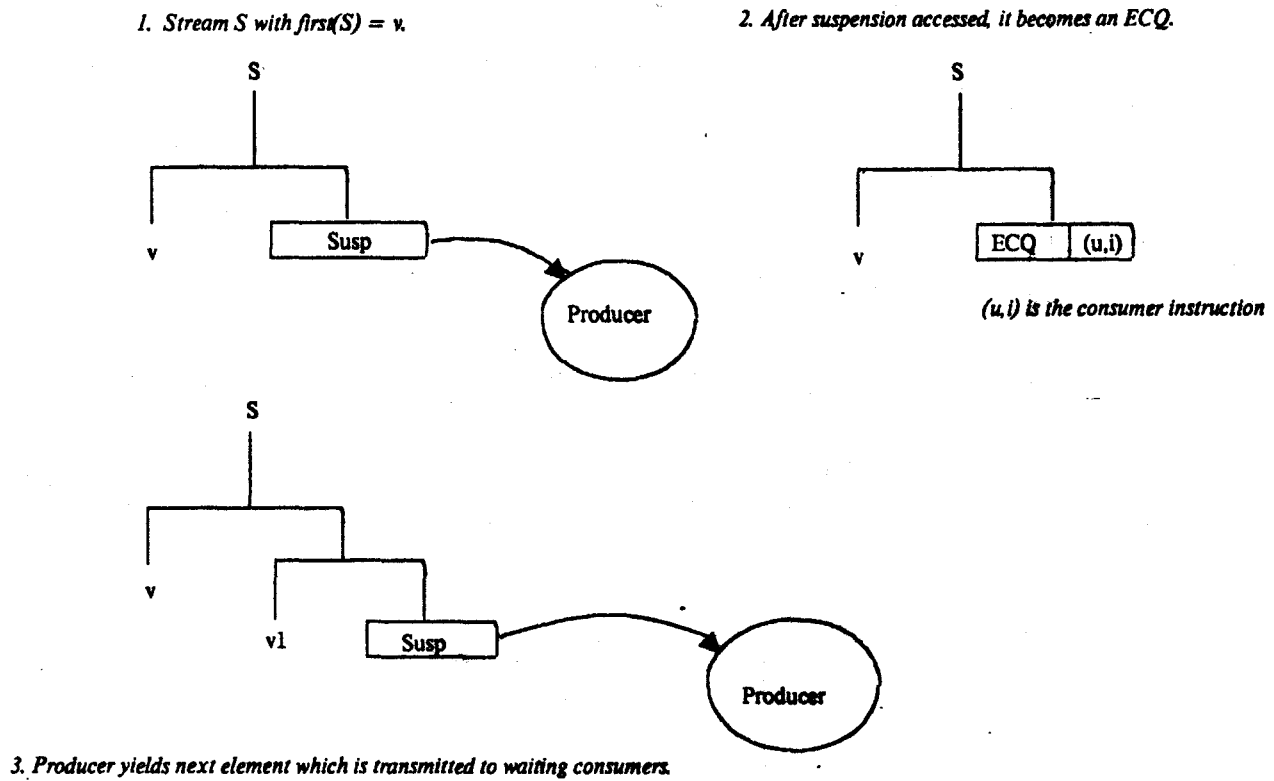 1. Stream S with first(S) = v.
2. After suspension accessed, it becomes an ECQ.
S
S
v
Susp
Producer
v
ECQ
(u,i)
(u,i) is the consumer instruction
S
v
v1
Susp
Producer
3. Producer yields next element which is transmitted to waiting consumers.